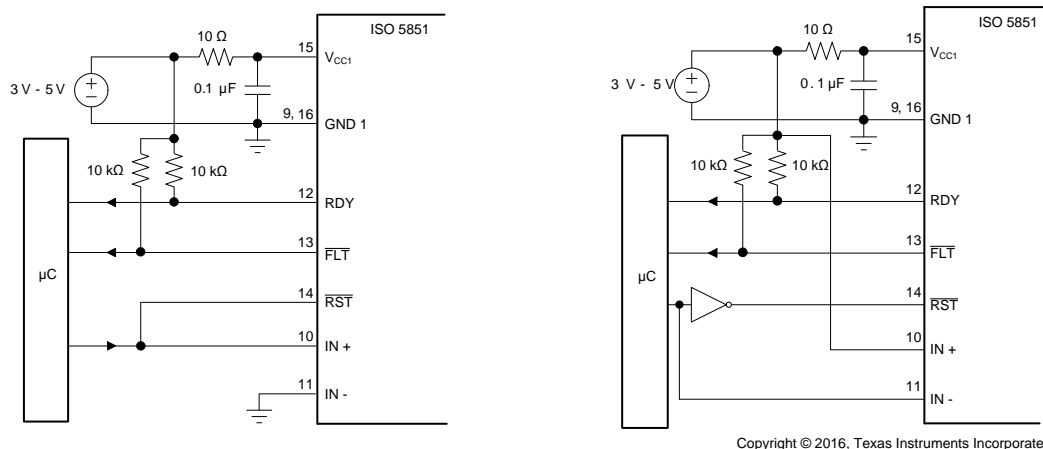 ISO 5851
10 Ω
15
VCC1
3 V - 5 V
0.1 µF
9, 16
GND 1
10 kΩ
10 kΩ
12
RDY
13
FLT
µC
14
RST
10
IN +
11
IN -
ISO 5851
10 Ω
15
VCC1
3 V - 5 V
0.1 µF
9, 16
GND 1
10 kΩ
10 kΩ
12
RDY
13
FLT
µC
14
RST
10
IN +
11
IN -
Copyright © 2016, Texas Instruments Incorporate